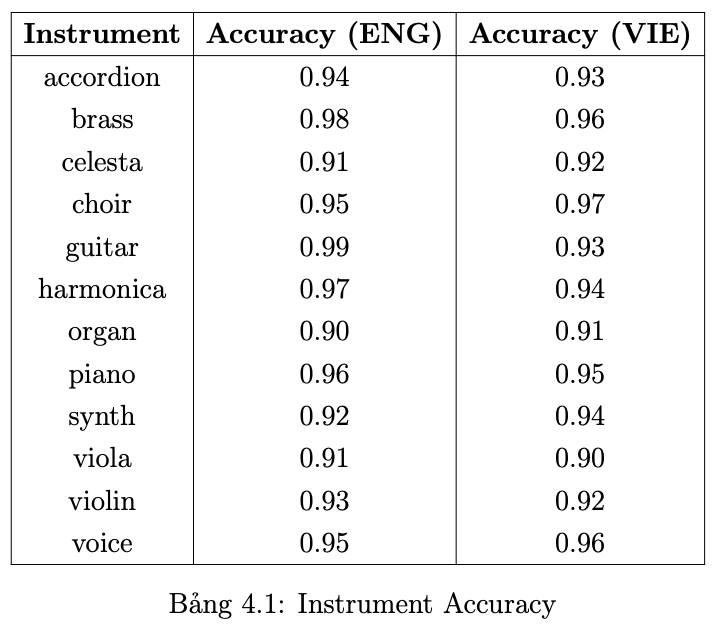 Instrument Accuracy (ENG) Accuracy (VIE)
accordion 0.94 0.93
brass 0.98 0.96
celesta 0.91 0.92
choir 0.95 0.97
guitar 0.99 0.93
harmonica 0.97 0.94
organ 0.90 0.91
piano 0.96 0.95
synth 0.92 0.94
viola 0.91 0.90
violin 0.93 0.92
voice 0.95 0.96
Bảng 4.1: Instrument Accuracy